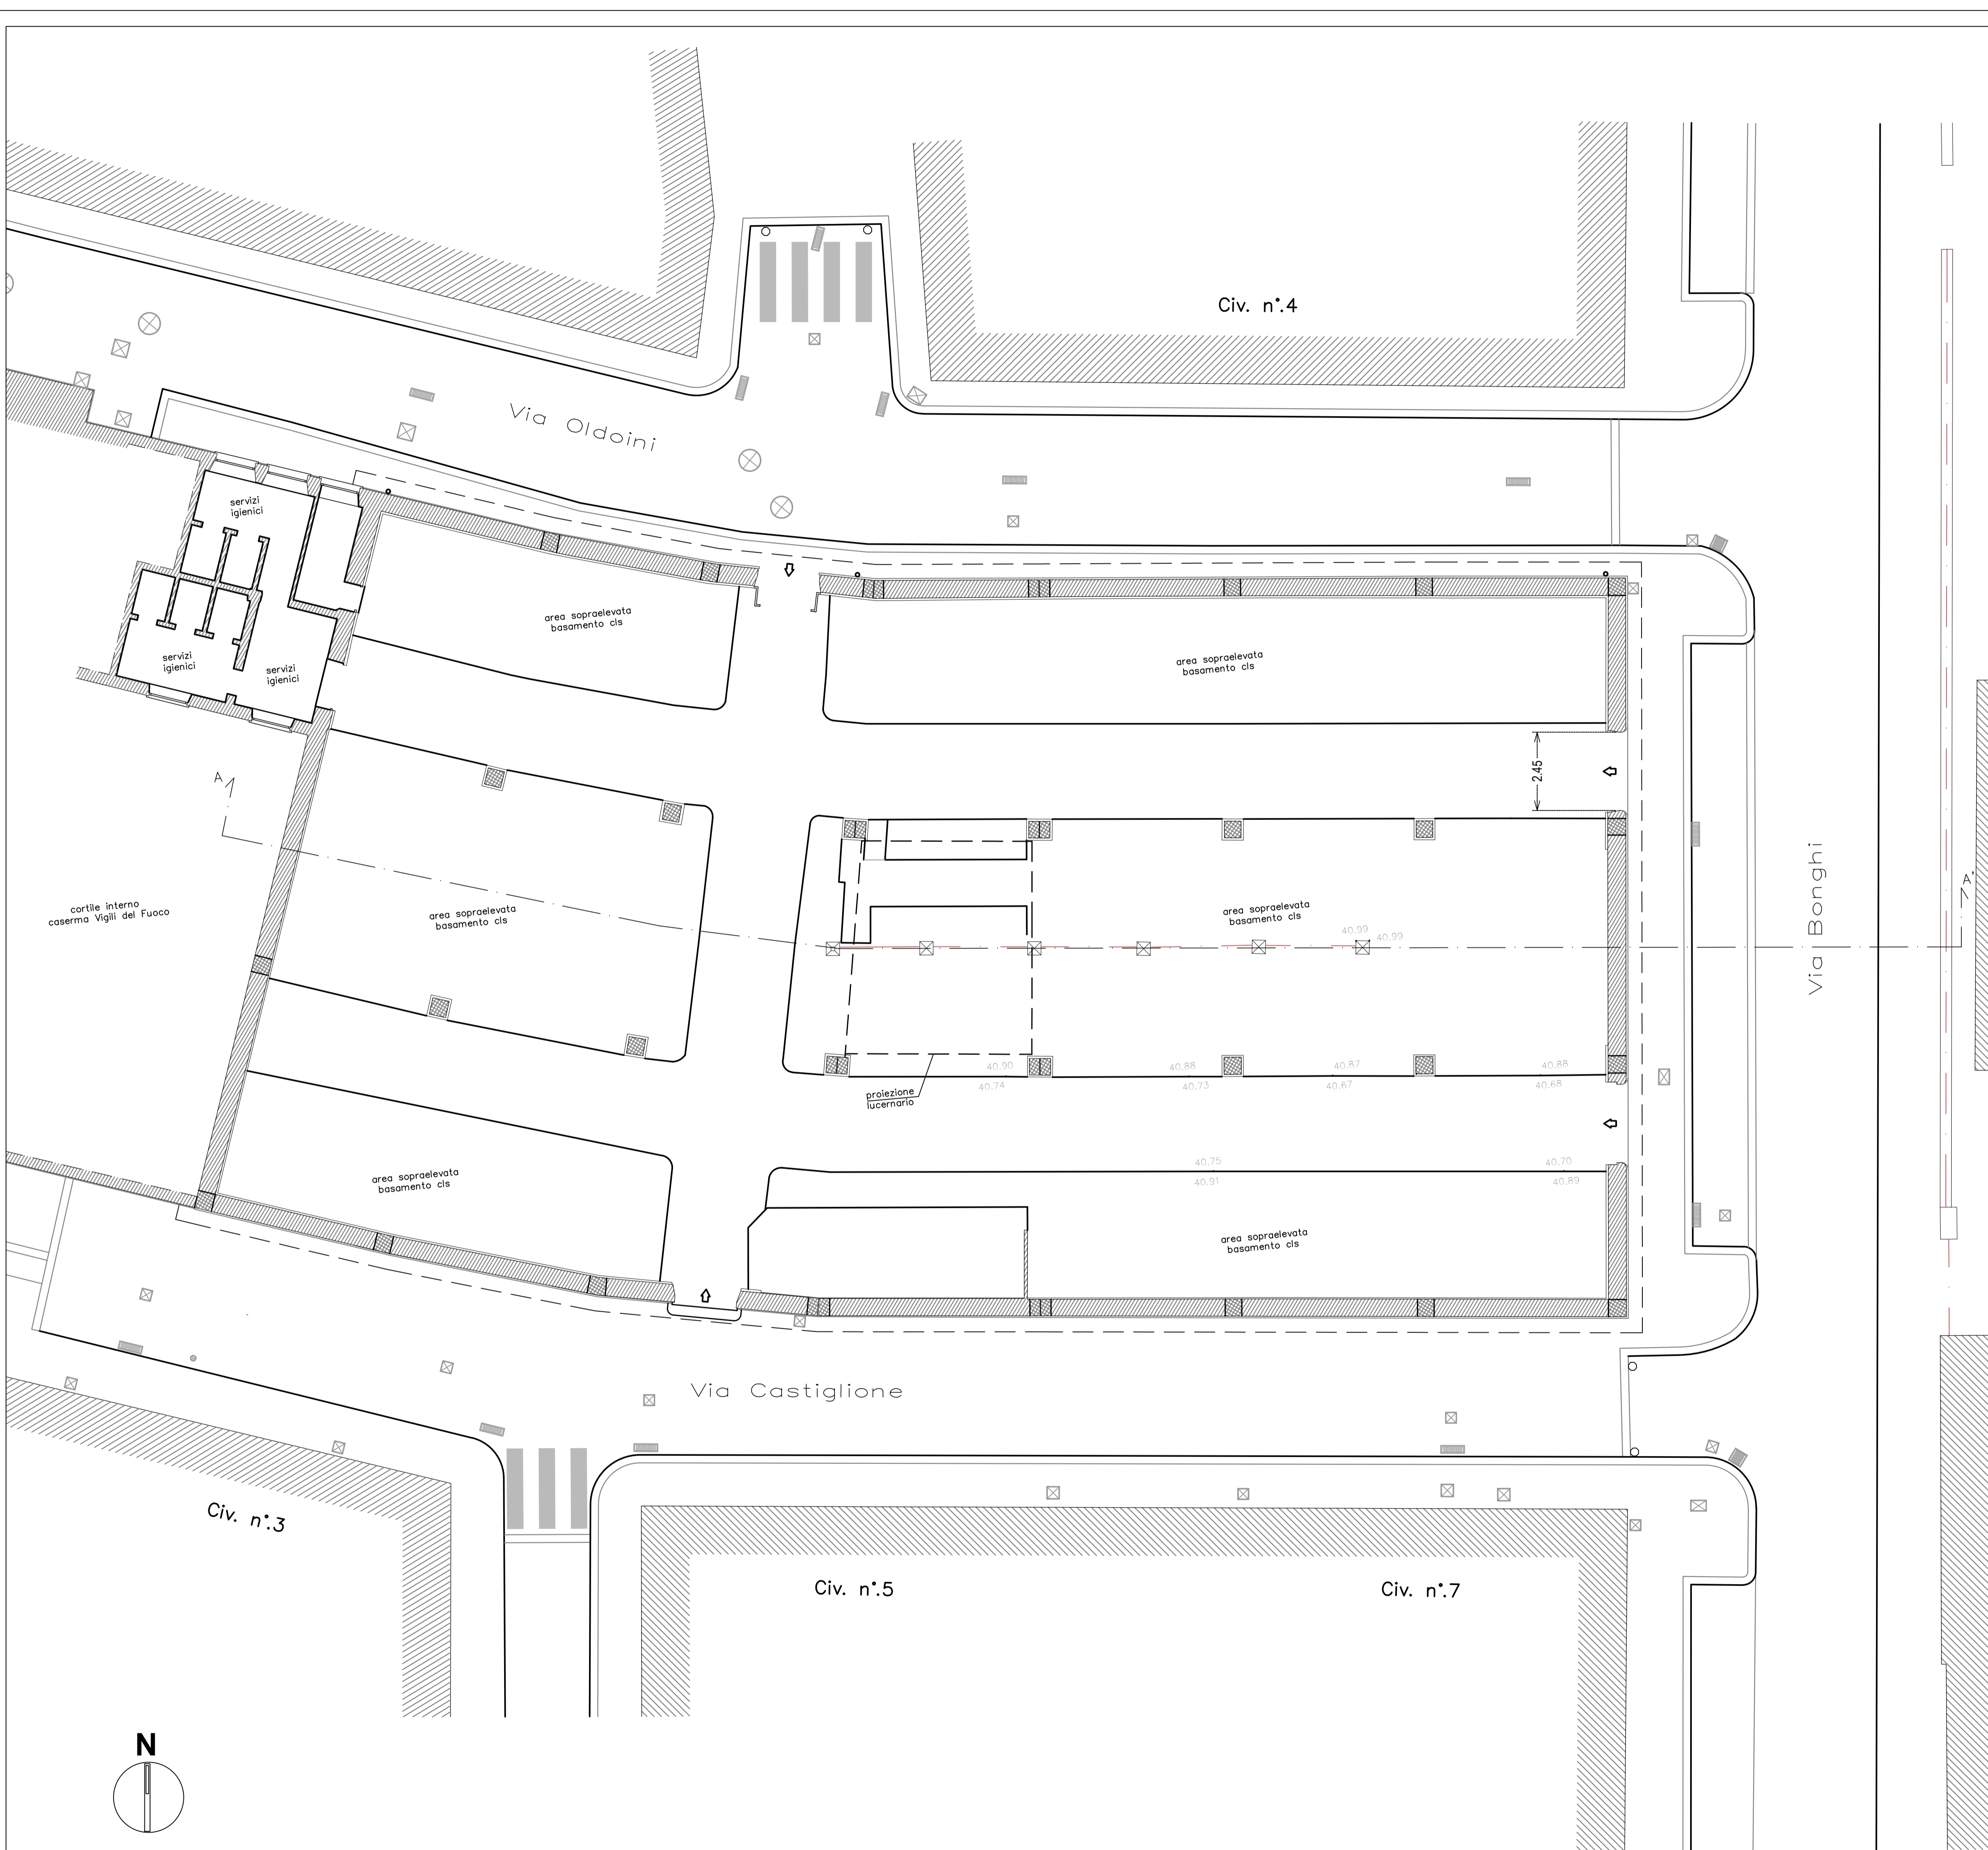 Civ. n°.4
Via Oldoini
servizi
igienici
area sopraelevata
basamento cls
servizi
igienici
servizi
igienici
area sopraelevata
basamento cls
2.45
A
Via Bonghi
A'
cortile interno
caserma Vigili del Fuoco
area sopraelevata
basamento cls
area sopraelevata
basamento cls
40.99
40.99
40.90
40.88
40.87
40.88
40.74
40.73
40.67
40.68
proiezione
lucernario
40.75
40.70
40.91
40.89
area sopraelevata
basamento cls
area sopraelevata
basamento cls
Via Castiglione
Civ. n°.3
Civ. n°.5
Civ. n°.7
N